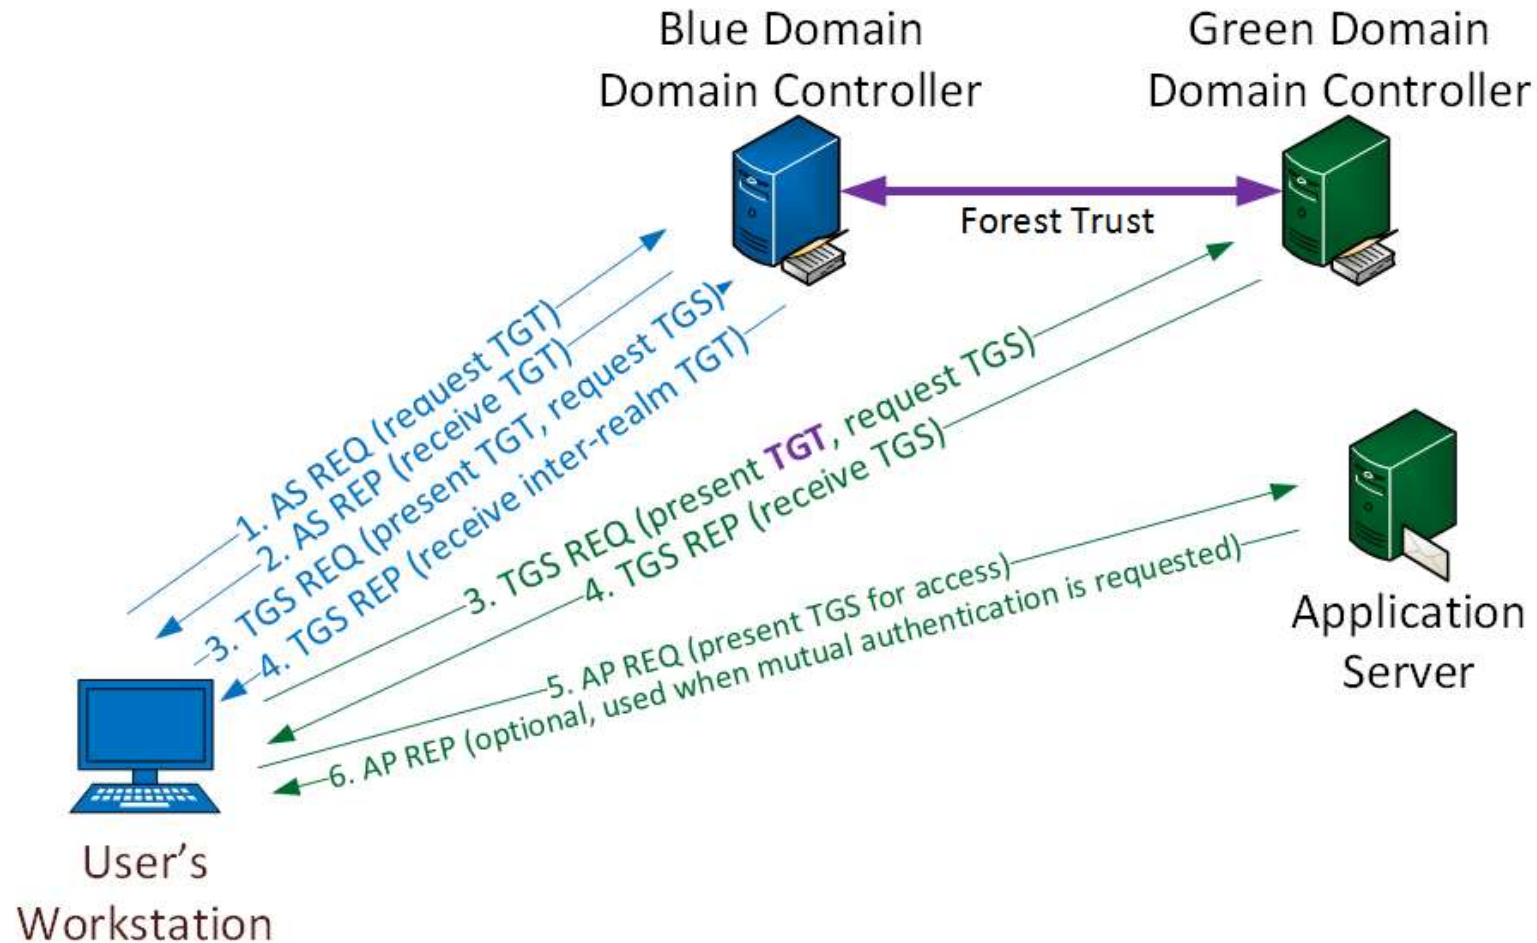 Blue Domain
Domain Controller
Green Domain
Domain Controller
Forest Trust
1. AS REQ (request TGT)
2. AS REP (receive TGT)
3. TGS REQ (present TGT, request TGS)
4. TGS REP (receive inter-realm TGT)
3. TGS REQ (present TGT, request TGS)
4. TGS REP (receive TGS)
5. AP REQ (present TGS for access)
6. AP REP (optional, used when mutual authentication is requested)
Application
Server
User’s
Workstation